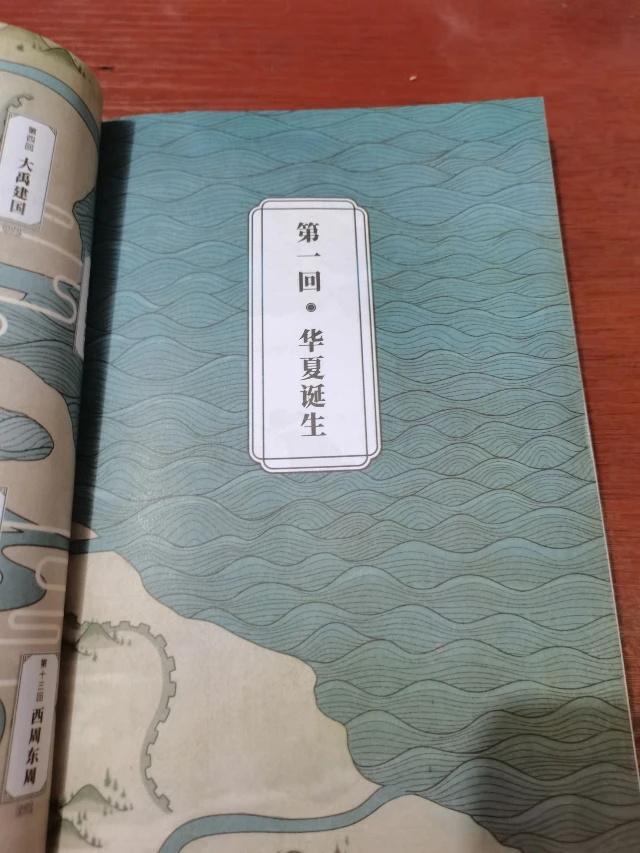 第一回·华夏诞生
第四回
大禹建国
第十三回
西周东周